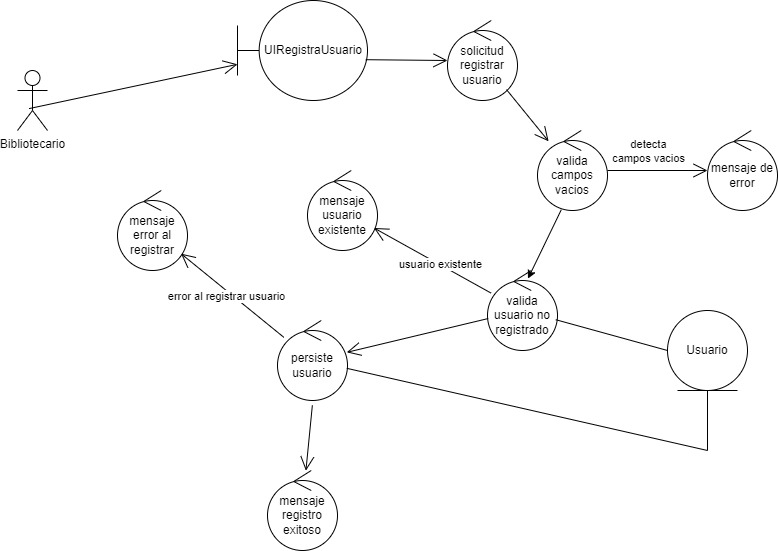 UIRegistraUsuario
solicitud
registrar
usuario
Bibliotecario
detecta
campos vacios
valida
campos
vacios
mensaje de
error
mensaje
usuario
existente
mensaje
error al
registrar
usuario existente
error al registrar usuario
valida
usuario no
registrado
Usuario
persiste
usuario
mensaje
registro
exitoso